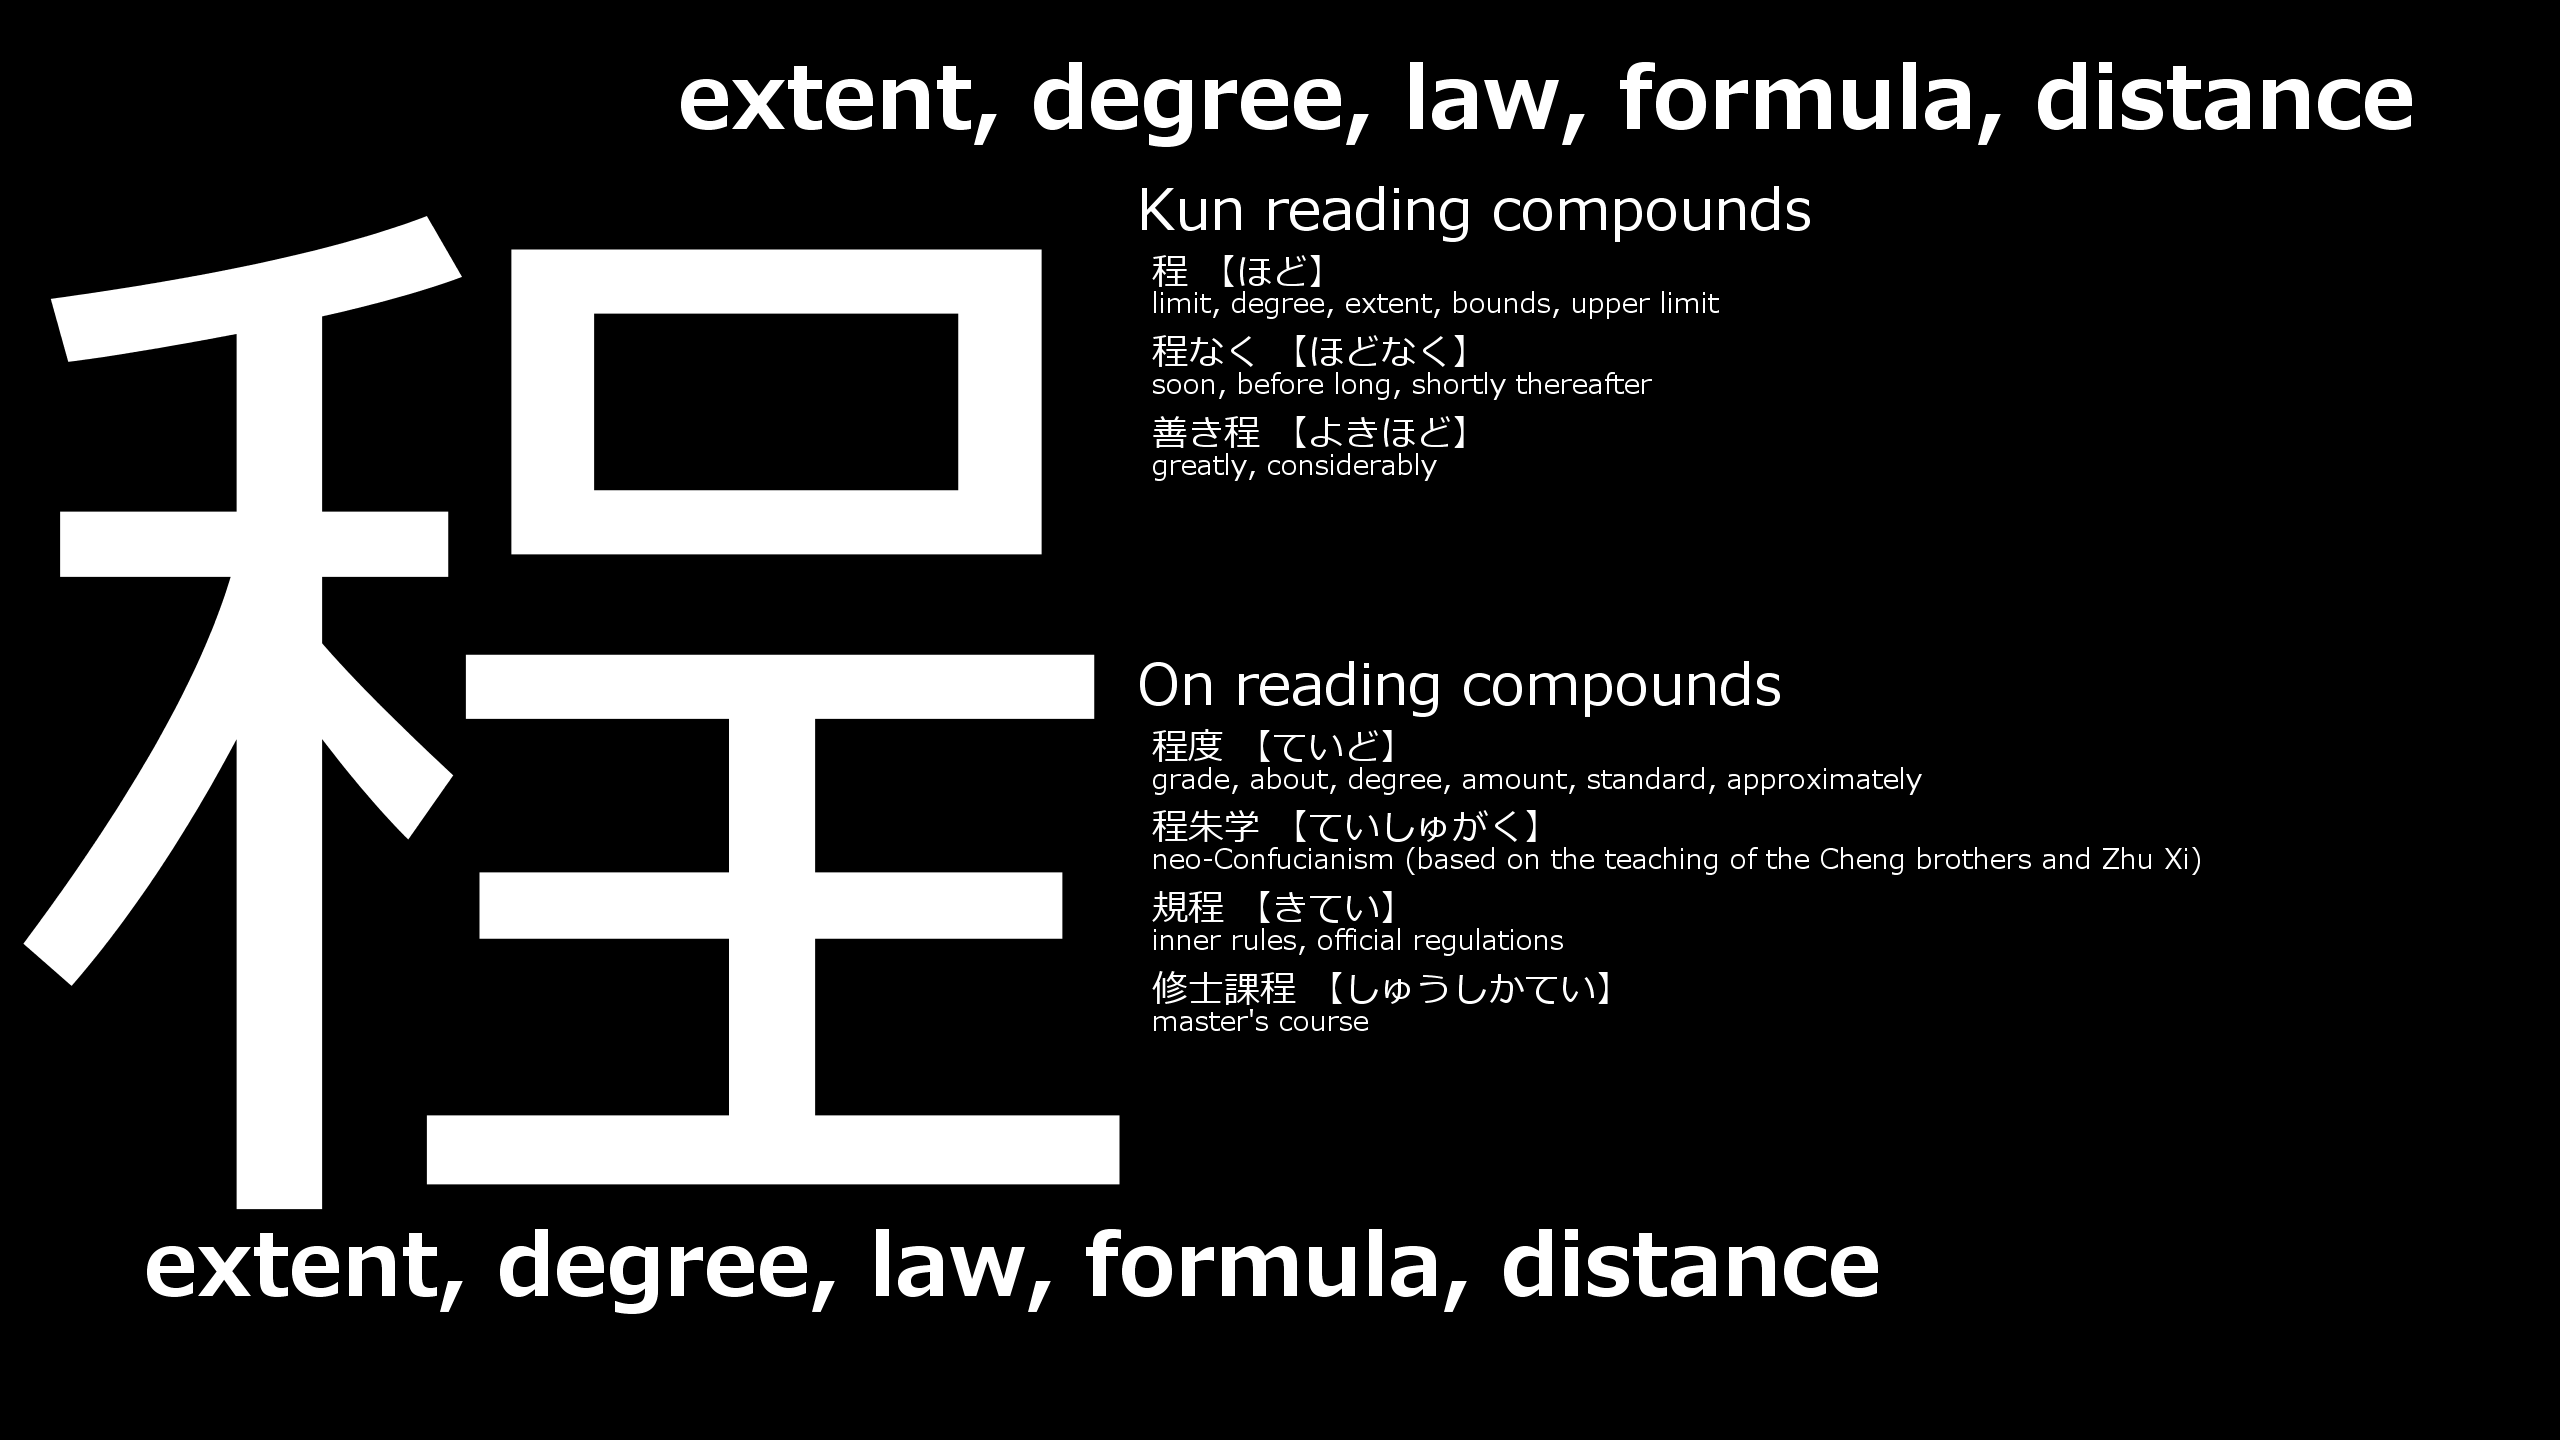 extent, degree, law, formula, distance
程
Kun reading compounds
程 【ほど】
limit, degree, extent, bounds, upper limit
程なく 【ほどなく】
soon, before long, shortly thereafter
善き程 【よきほど】
greatly, considerably
On reading compounds
程度 【ていど】
grade, about, degree, amount, standard, approximately
程朱学 【ていしゅがく】
neo-Confucianism (based on the teaching of the Cheng brothers and Zhu Xi)
規程 【きてい】
inner rules, official regulations
修士課程 【しゅうしかてい】
master's course
extent, degree, law, formula, distance